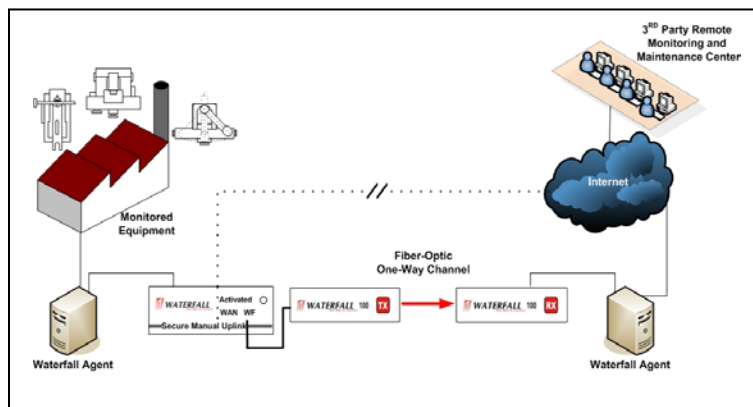 3RD Party Remote
Monitoring and
Maintenance Center
Internet
Monitored
Equipment
Fiber-Optic
One-Way Channel
WATERFALL
Activated
WAN WF
Secure Manual Uplink
WATERFALL 100 TX
WATERFALL 100 RX
Waterfall Agent
Waterfall Agent